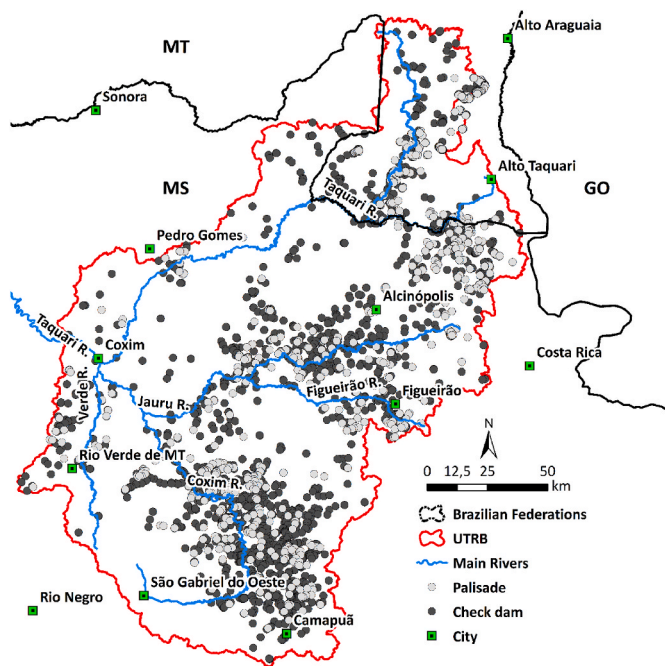 Alto Araguaia
MT
Sonora
Alto Taquari
GO
MS
Taquari R.
Pedro Gomes
Alcinópolis
Taquari R.
Coxim
Costa Rica
Verde R.
Jauru R.
Figueirão R.
Figueirão
N
Rio Verde de MT
Coxim R.
0 12,5 25 50
km
Brazilian Federations
UTRB
Main Rivers
São Gabriel do Oeste
Palisade
Rio Negro
Check dam
Camapuã
City